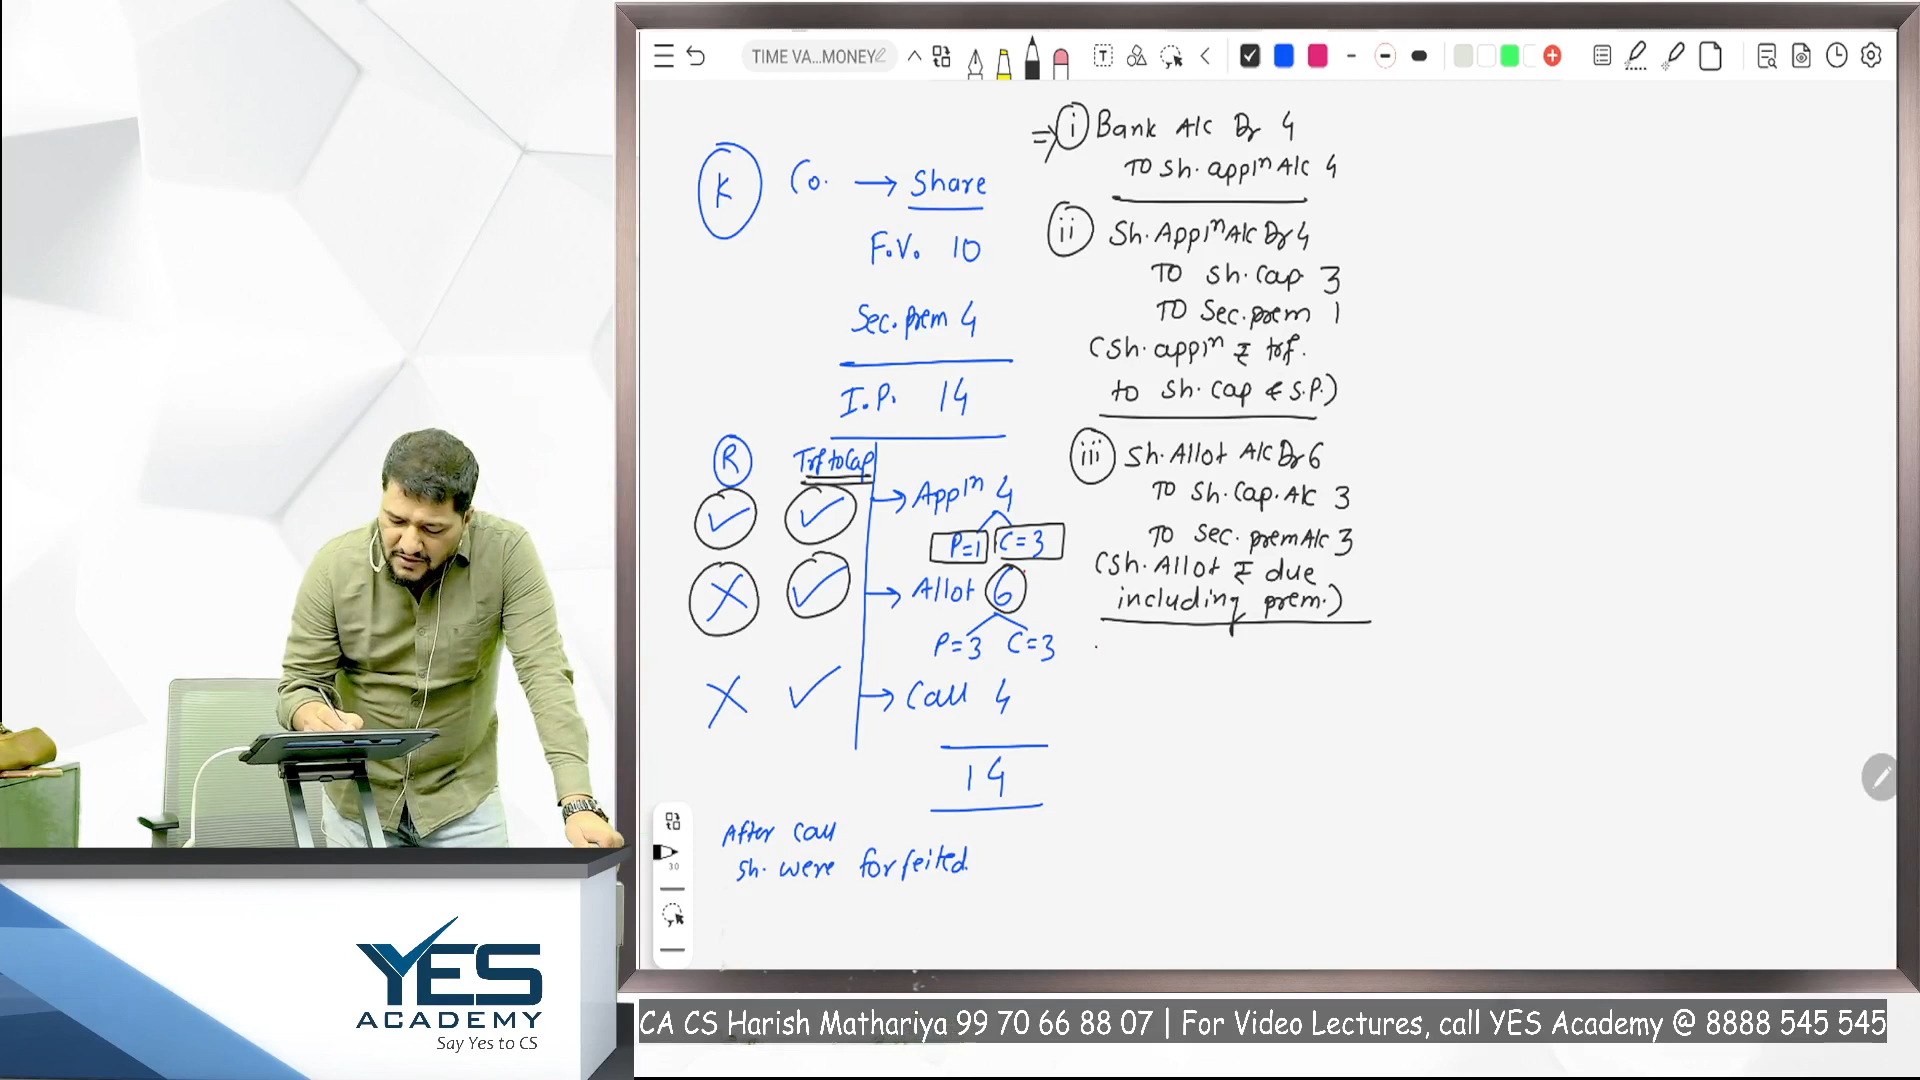 TIME VA...MONEY
K Co. → Share
F.V. 10
Sec. prem 4
I.P. 14
R Trf to Cap
→ Appln 4
P=1 C=3
→ Allot 6
P=3 C=3
→ Call 4
14
After Call
Sh. were forfeited.
⇒ i Bank A/c Dr 4
To Sh. appln A/c 4
ii Sh. Appln A/c Dr 4
To Sh. Cap 3
To Sec. prem 1
(Sh. appln ₹ trf.
to Sh. Cap & S.P.)
iii Sh. Allot A/c Dr 6
To Sh. Cap. A/c 3
To Sec. prem A/c 3
(Sh. Allot ₹ due
including prem.)
30
YES
ACADEMY
Say Yes to CS
CA CS Harish Mathariya 99 70 66 88 07 | For Video Lectures, call YES Academy @ 8888 545 545